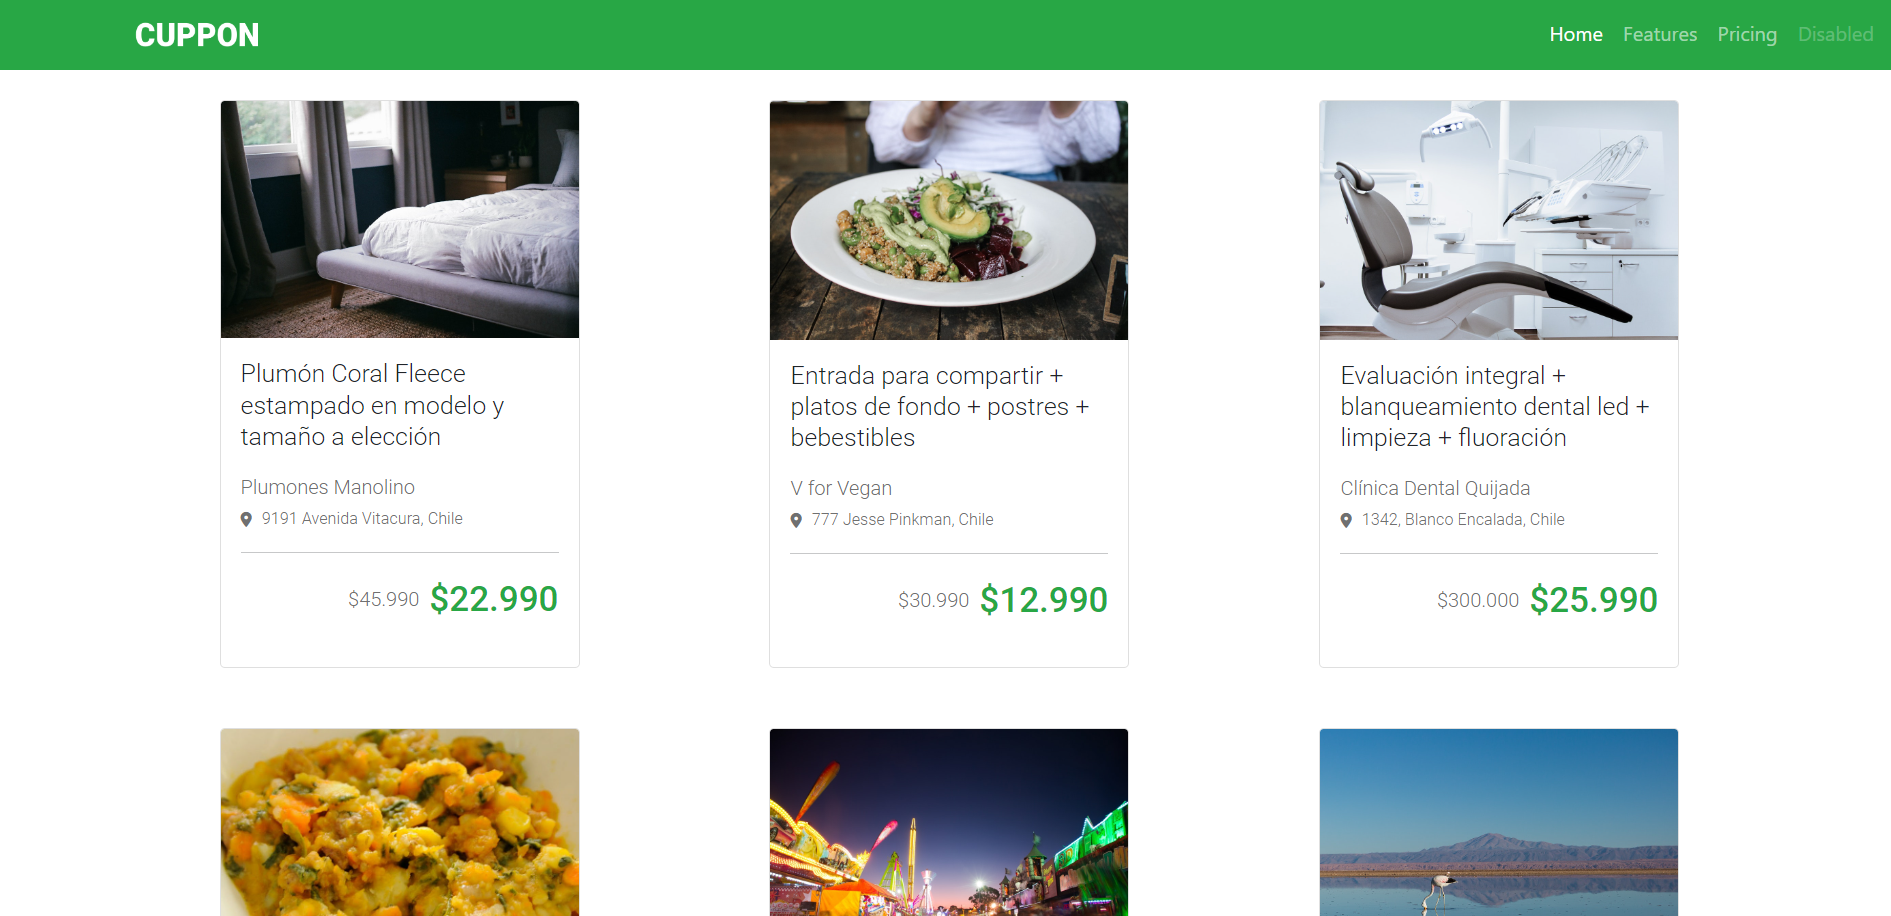 CUPPON
Home Features Pricing Disabled
Plumón Coral Fleece
estampado en modelo y
tamaño a elección
Plumones Manolino
9191 Avenida Vitacura, Chile
$45.990 $22.990
Entrada para compartir +
platos de fondo + postres +
bebestibles
V for Vegan
777 Jesse Pinkman, Chile
$30.990 $12.990
Evaluación integral +
blanqueamiento dental led +
limpieza + fluoración
Clínica Dental Quijada
1342, Blanco Encalada, Chile
$300.000 $25.990